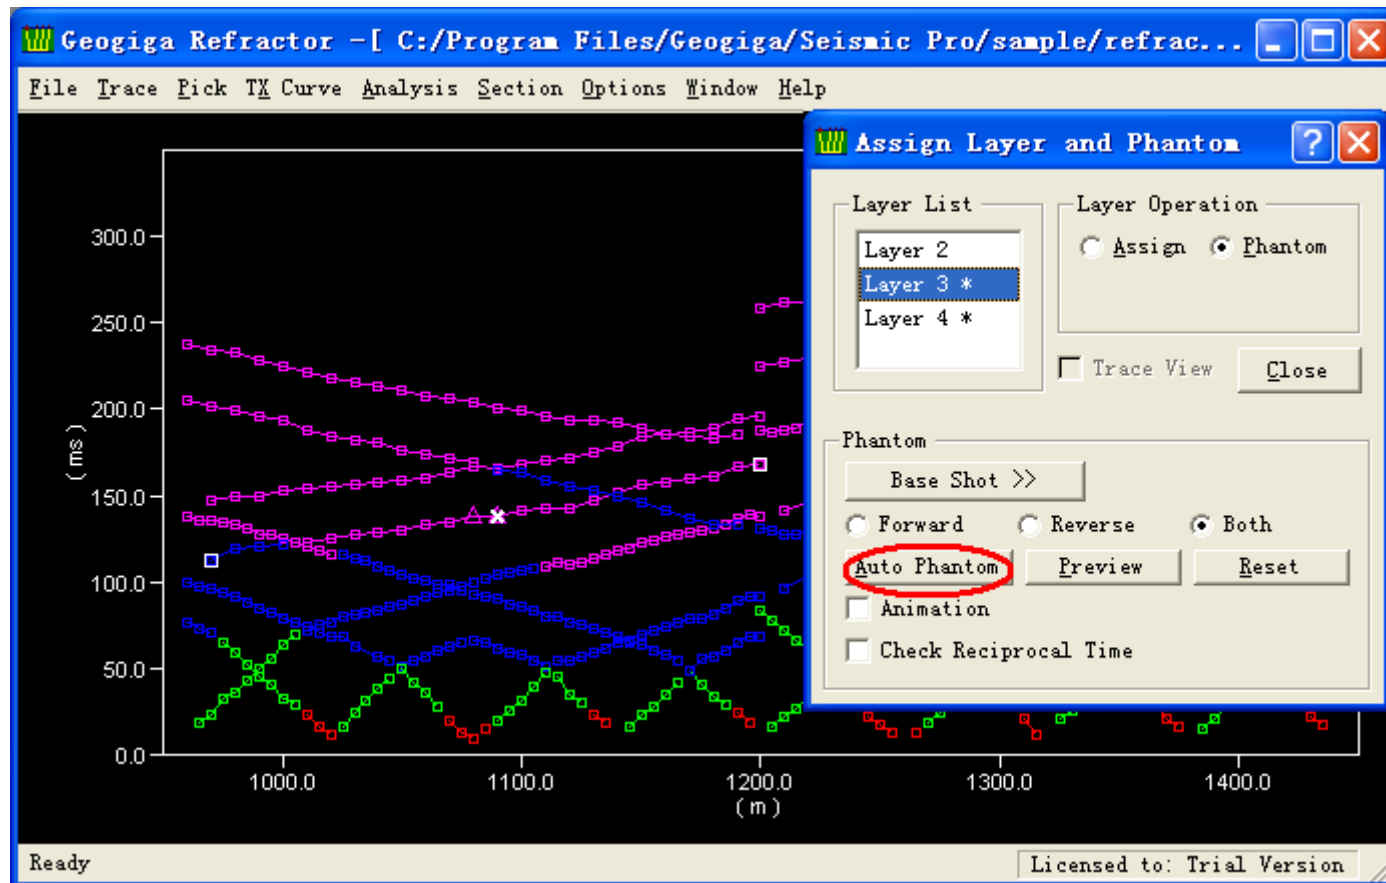 Geogiga Refractor -[ C:/Program Files/Geogiga/Seismic Pro/sample/refrac...
File Trace Pick TX Curve Analysis Section Options Window Help
Assign Layer and Phantom
Layer List
Layer 2
Layer 3 *
Layer 4 *
Layer Operation
Assign Phantom
Trace View Close
Phantom
Base Shot >>
Forward Reverse Both
Auto Phantom Preview Reset
Animation
Check Reciprocal Time
300.0
250.0
200.0
150.0
100.0
50.0
0.0
(ms)
1000.0 1100.0 1200.0 1300.0 1400.0
(m)
Ready Licensed to: Trial Version